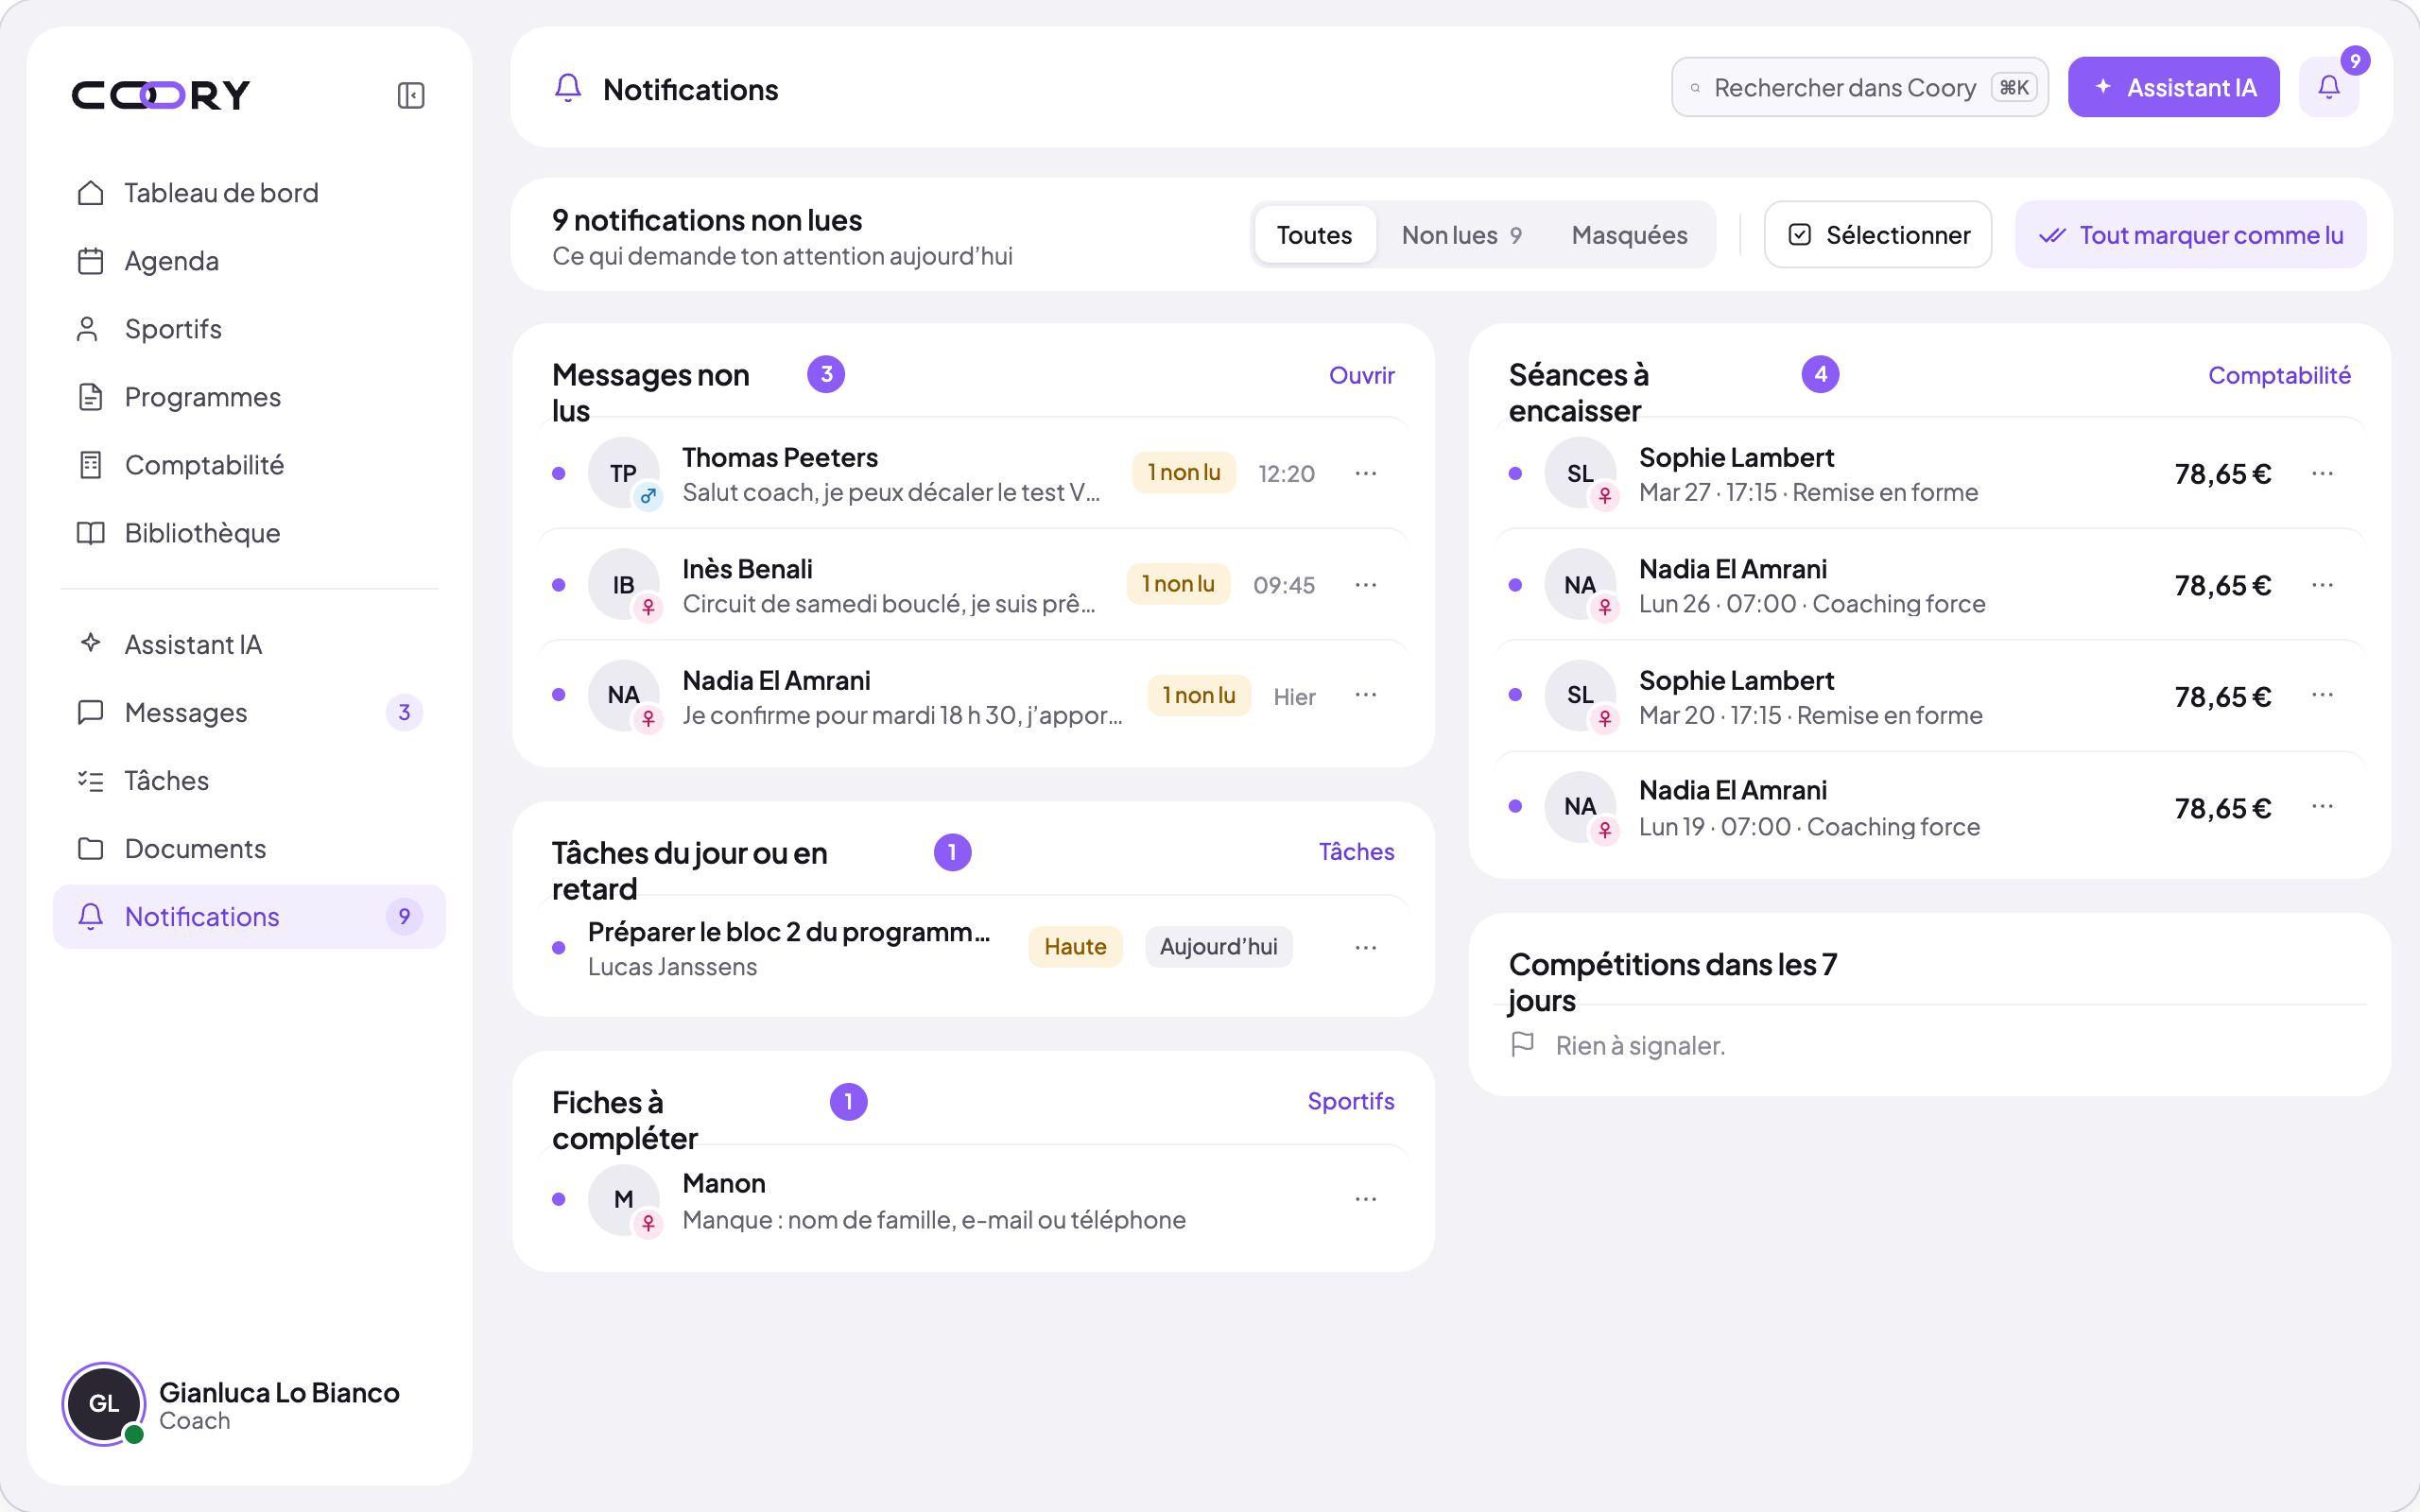 COORY
Tableau de bord
Agenda
Sportifs
Programmes
Comptabilité
Bibliothèque
Assistant IA
Messages 3
Tâches
Documents
Notifications 9
GL
Gianluca Lo Bianco
Coach
Notifications
Rechercher dans Coory ⌘K
Assistant IA
9
9 notifications non lues
Ce qui demande ton attention aujourd’hui
Toutes
Non lues 9
Masquées
Sélectionner
Tout marquer comme lu
Messages non
lus
3
Ouvrir
TP
Thomas Peeters
Salut coach, je peux décaler le test V…
1 non lu
12:20
···
IB
Inès Benali
Circuit de samedi bouclé, je suis prê…
1 non lu
09:45
···
NA
Nadia El Amrani
Je confirme pour mardi 18 h 30, j’appor…
1 non lu
Hier
···
Tâches du jour ou en
retard
1
Tâches
Préparer le bloc 2 du programm…
Lucas Janssens
Haute
Aujourd’hui
···
Fiches à
compléter
1
Sportifs
M
Manon
Manque : nom de famille, e-mail ou téléphone
···
Séances à
encaisser
4
Comptabilité
SL
Sophie Lambert
Mar 27 · 17:15 · Remise en forme
78,65 €
···
NA
Nadia El Amrani
Lun 26 · 07:00 · Coaching force
78,65 €
···
SL
Sophie Lambert
Mar 20 · 17:15 · Remise en forme
78,65 €
···
NA
Nadia El Amrani
Lun 19 · 07:00 · Coaching force
78,65 €
···
Compétitions dans les 7
jours
Rien à signaler.